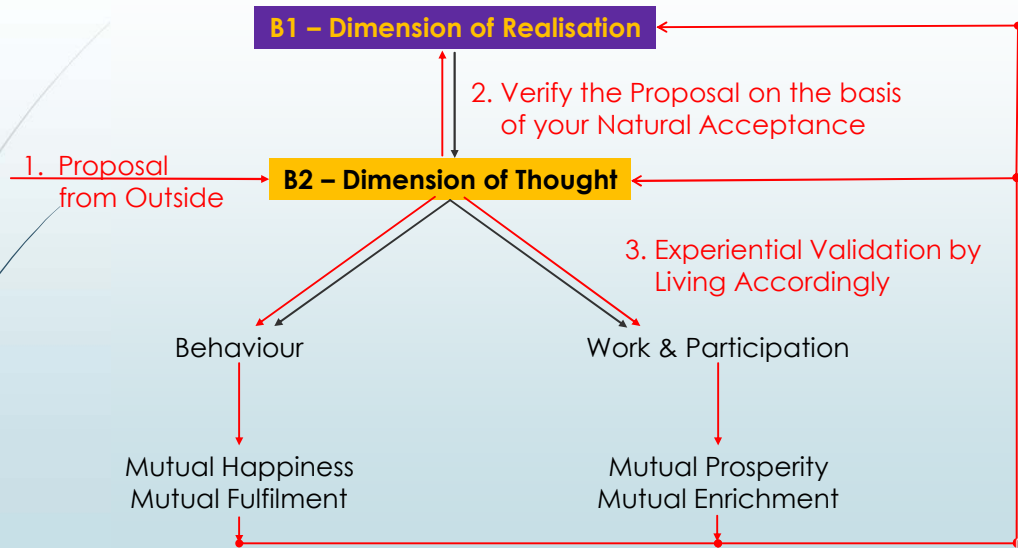 B1 – Dimension of Realisation
2. Verify the Proposal on the basis
of your Natural Acceptance
1. Proposal
from Outside
B2 – Dimension of Thought
3. Experiential Validation by
Living Accordingly
Behaviour
Work & Participation
Mutual Happiness
Mutual Fulfilment
Mutual Prosperity
Mutual Enrichment